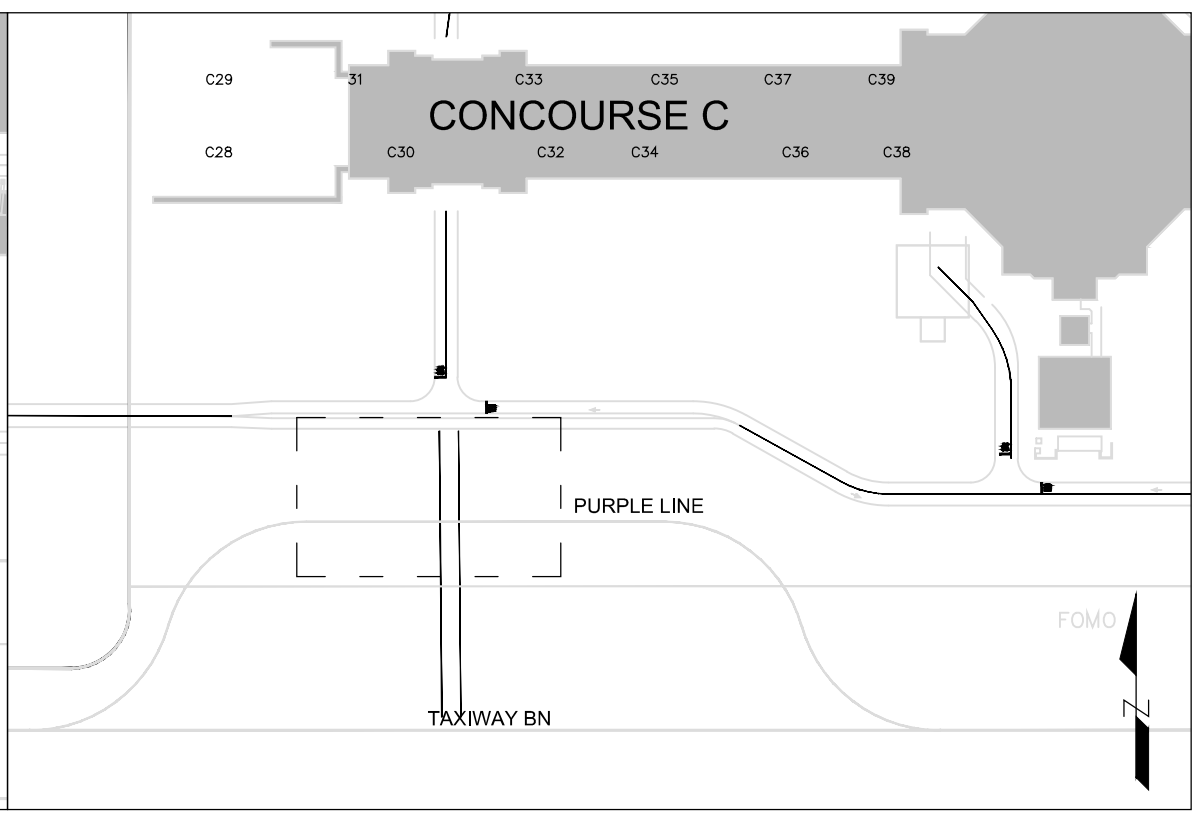 C29 31 C33 C35 C37 C39
CONCOURSE C
C28 C30 C32 C34 C36 C38
PURPLE LINE
FOMO
N
TAXIWAY BN